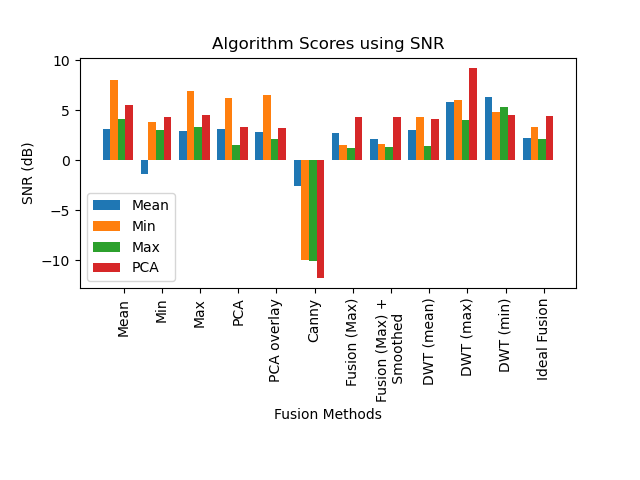 Algorithm Scores using SNR
SNR (dB)
10
5
0
−5
−10
Mean
Min
Max
PCA
Mean
Min
Max
PCA
PCA overlay
Canny
Fusion (Max)
Fusion (Max) +
Smoothed
DWT (mean)
DWT (max)
DWT (min)
Ideal Fusion
Fusion Methods